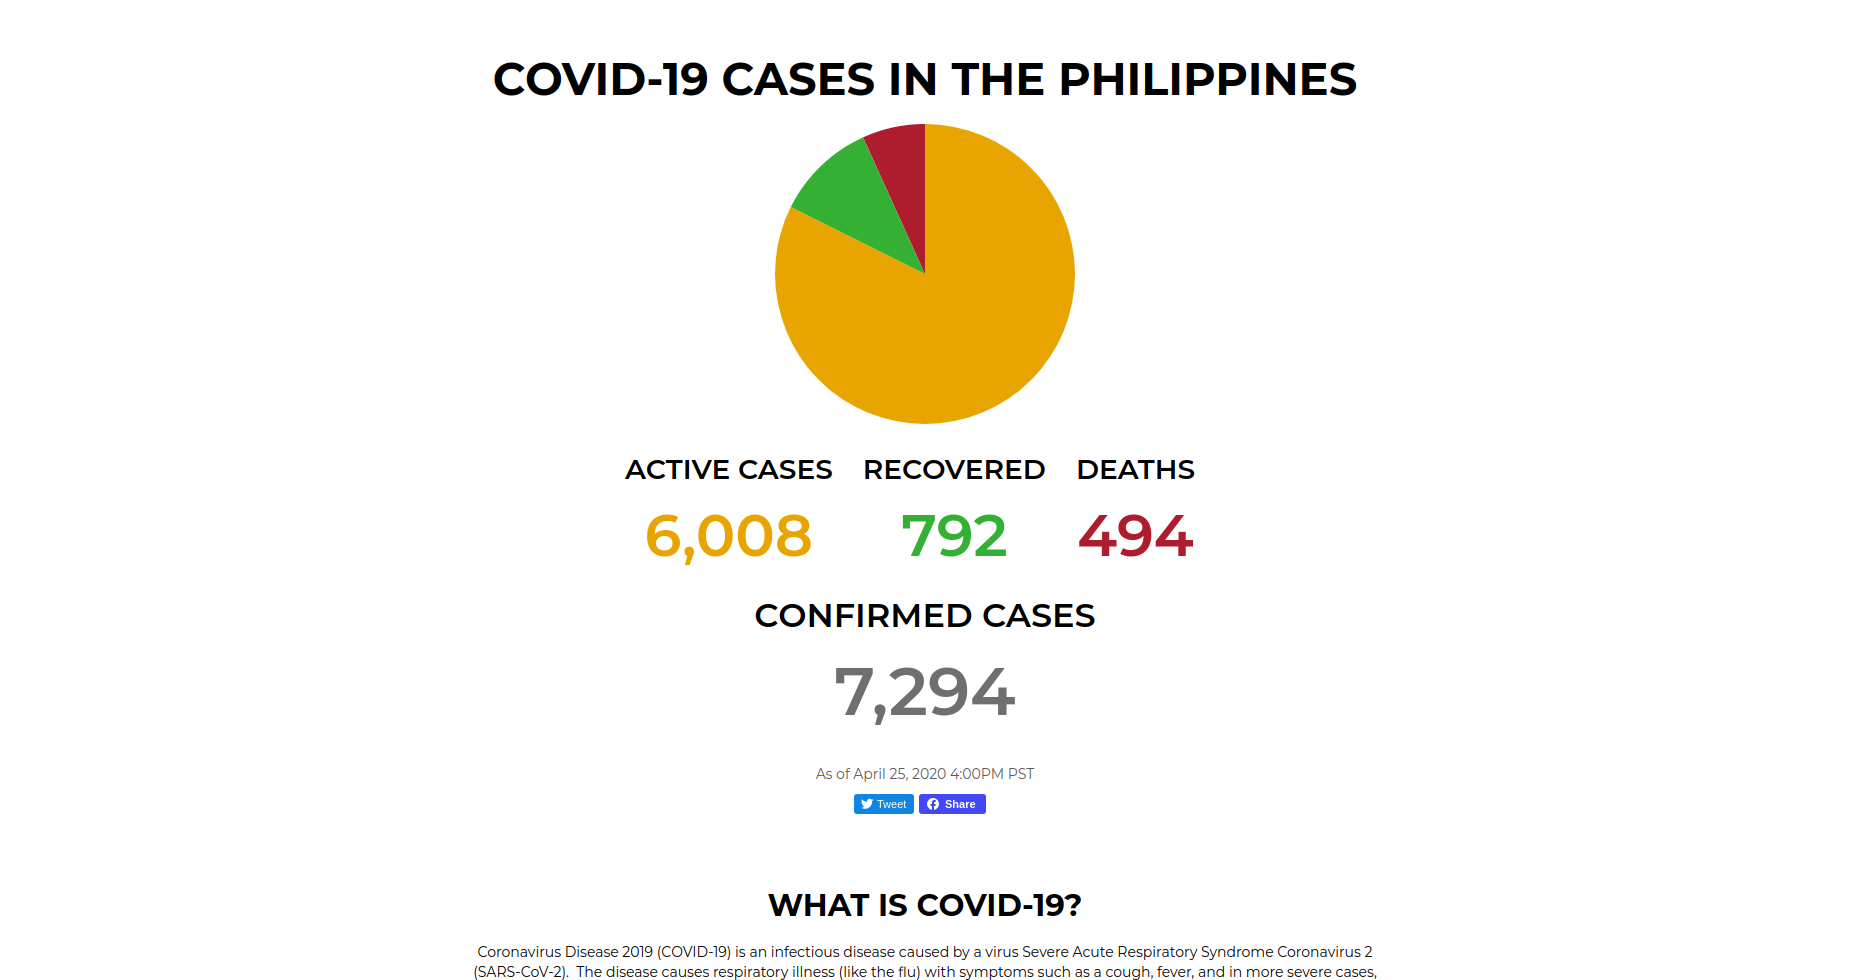 COVID-19 CASES IN THE PHILIPPINES
ACTIVE CASES RECOVERED DEATHS
6,008 792 494
CONFIRMED CASES
7,294
As of April 25, 2020 4:00PM PST
Tweet Share
WHAT IS COVID-19?
Coronavirus Disease 2019 (COVID-19) is an infectious disease caused by a virus Severe Acute Respiratory Syndrome Coronavirus 2
(SARS-CoV-2). The disease causes respiratory illness (like the flu) with symptoms such as a cough, fever, and in more severe cases,